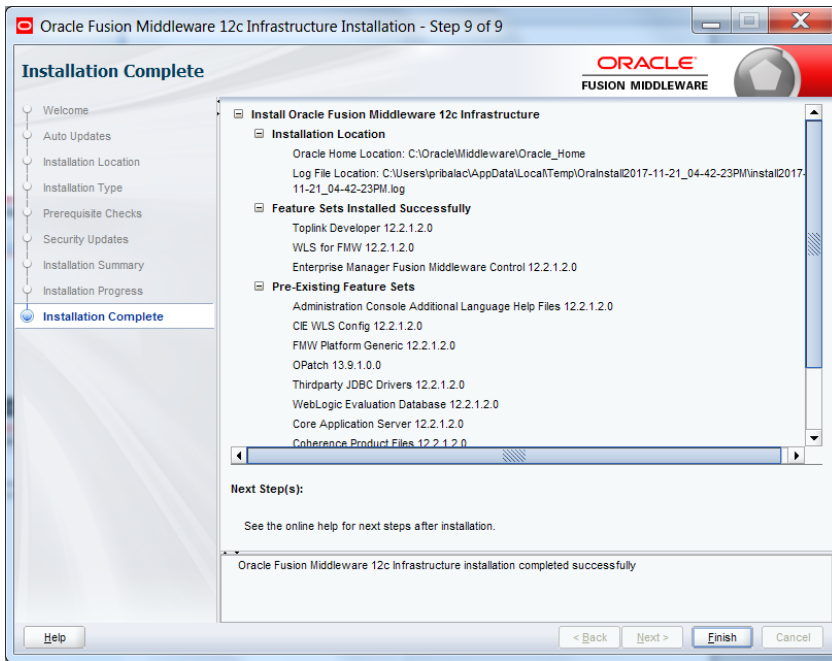 Oracle Fusion Middleware 12c Infrastructure Installation - Step 9 of 9
Installation Complete
ORACLE
FUSION MIDDLEWARE
Welcome
Auto Updates
Installation Location
Installation Type
Prerequisite Checks
Security Updates
Installation Summary
Installation Progress
Installation Complete
Install Oracle Fusion Middleware 12c Infrastructure
Installation Location
Oracle Home Location: C:\Oracle\Middleware\Oracle_Home
Log File Location: C:\Users\pribalac\AppData\Local\Temp\OraInstall2017-11-21_04-42-23PM\install2017-
11-21_04-42-23PM.log
Feature Sets Installed Successfully
Toplink Developer 12.2.1.2.0
WLS for FMW 12.2.1.2.0
Enterprise Manager Fusion Middleware Control 12.2.1.2.0
Pre-Existing Feature Sets
Administration Console Additional Language Help Files 12.2.1.2.0
CIE WLS Config 12.2.1.2.0
FMW Platform Generic 12.2.1.2.0
OPatch 13.9.1.0.0
Thirdparty JDBC Drivers 12.2.1.2.0
WebLogic Evaluation Database 12.2.1.2.0
Core Application Server 12.2.1.2.0
Coherence Product Files 12.2.1.2.0
Next Step(s):
See the online help for next steps after installation.
Oracle Fusion Middleware 12c Infrastructure installation completed successfully
Help
< Back
Next >
Finish
Cancel